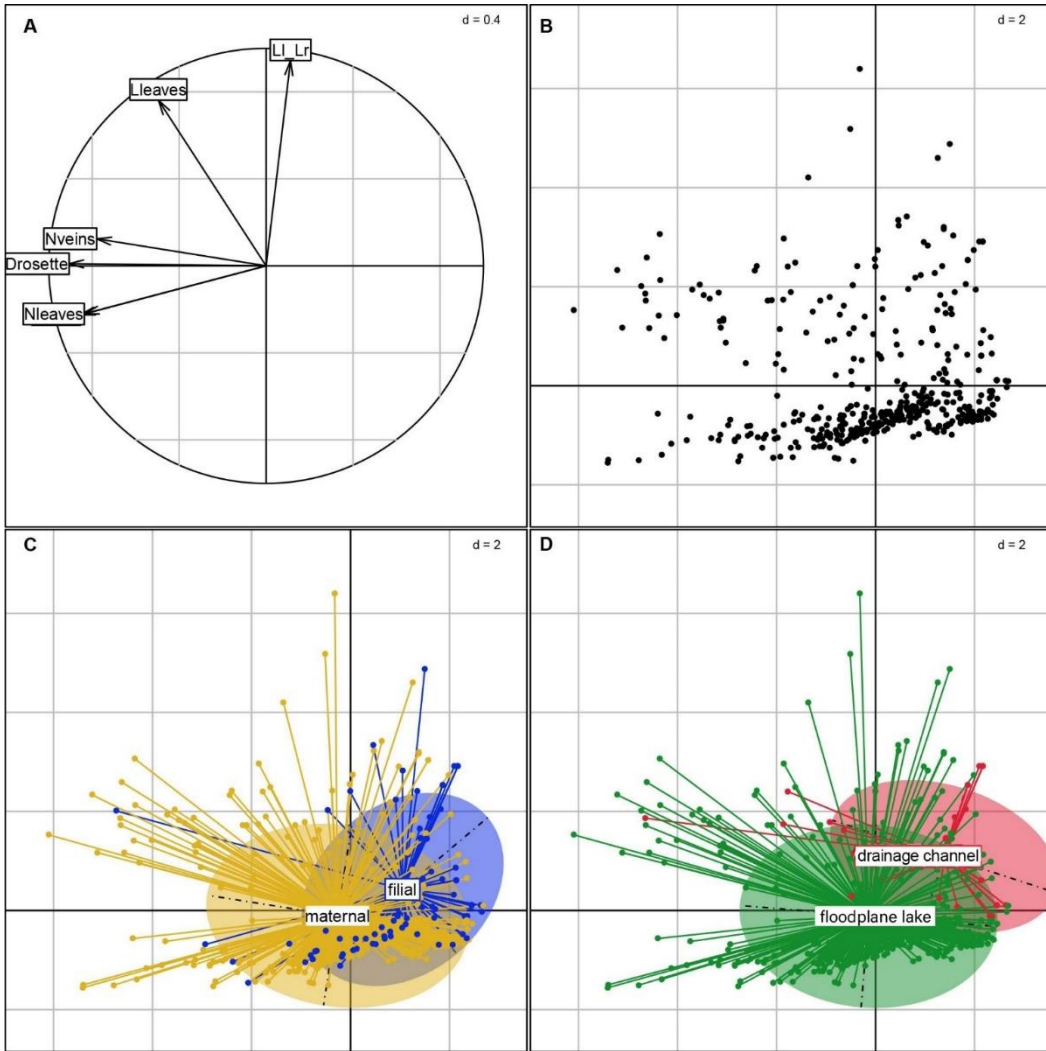 A
d = 0.4
Ll_Lr
Lleaves
Nveins
Drosette
Nleaves
B
d = 2
C
d = 2
filial
maternal
D
d = 2
drainage channel
floodplane lake